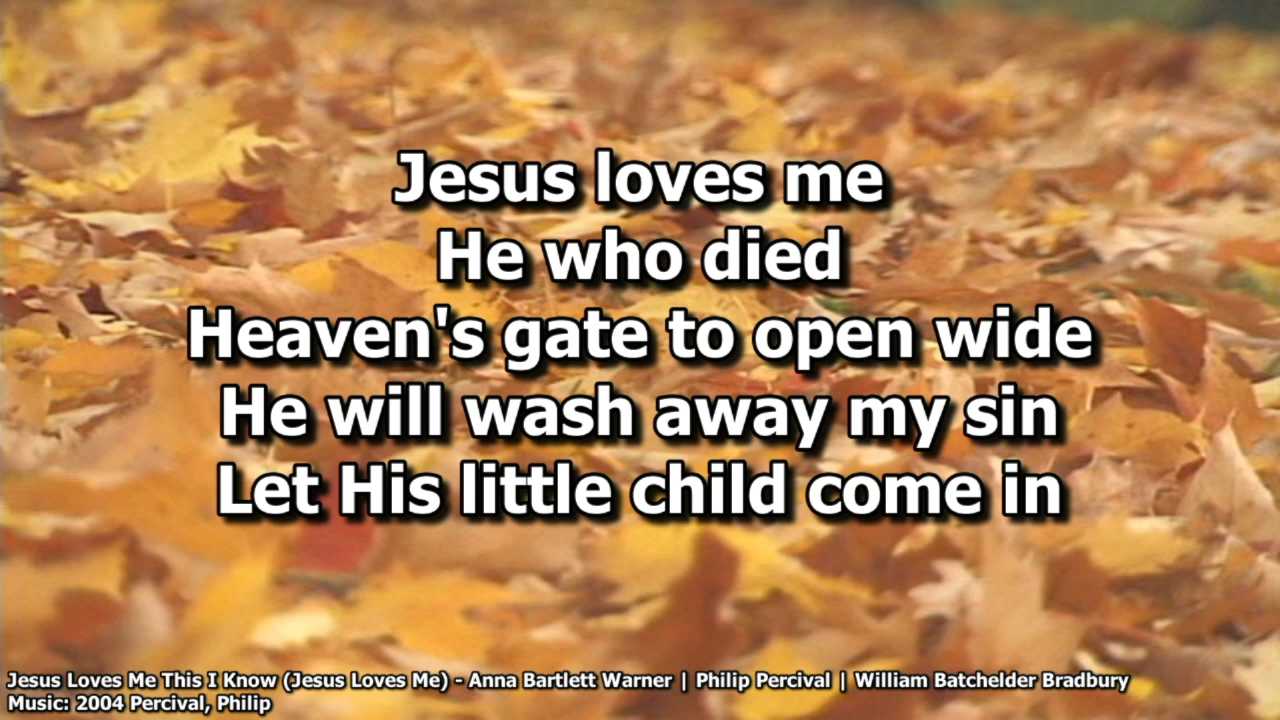 Jesus loves me
He who died
Heaven's gate to open wide
He will wash away my sin
Let His little child come in
Jesus Loves Me This I Know (Jesus Loves Me) - Anna Bartlett Warner | Philip Percival | William Batchelder Bradbury
Music: 2004 Percival, Philip